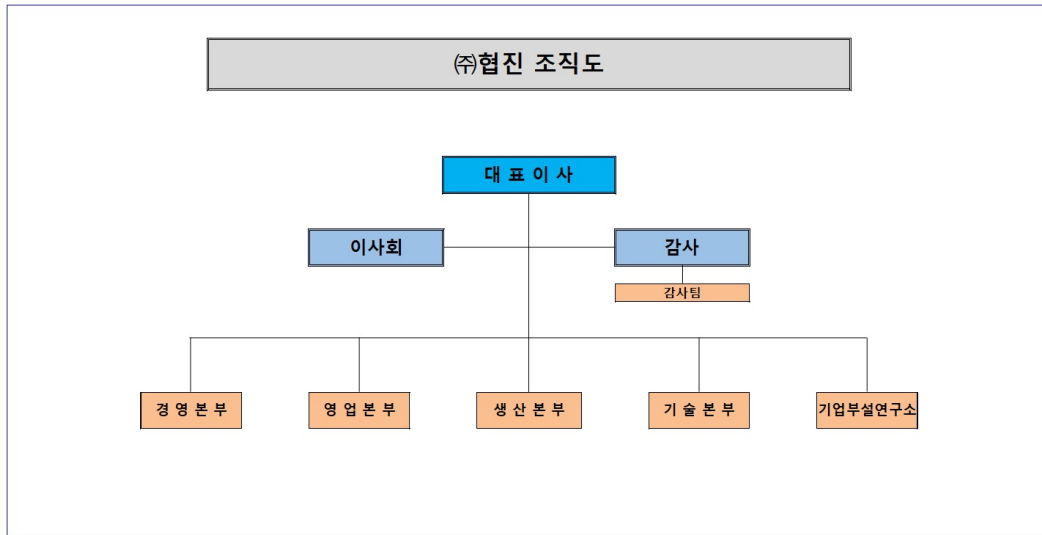 ㈜협진 조직도
대 표 이 사
이사회
감사
감사팀
경 영 본 부
영 업 본 부
생 산 본 부
기 술 본 부
기업부설연구소